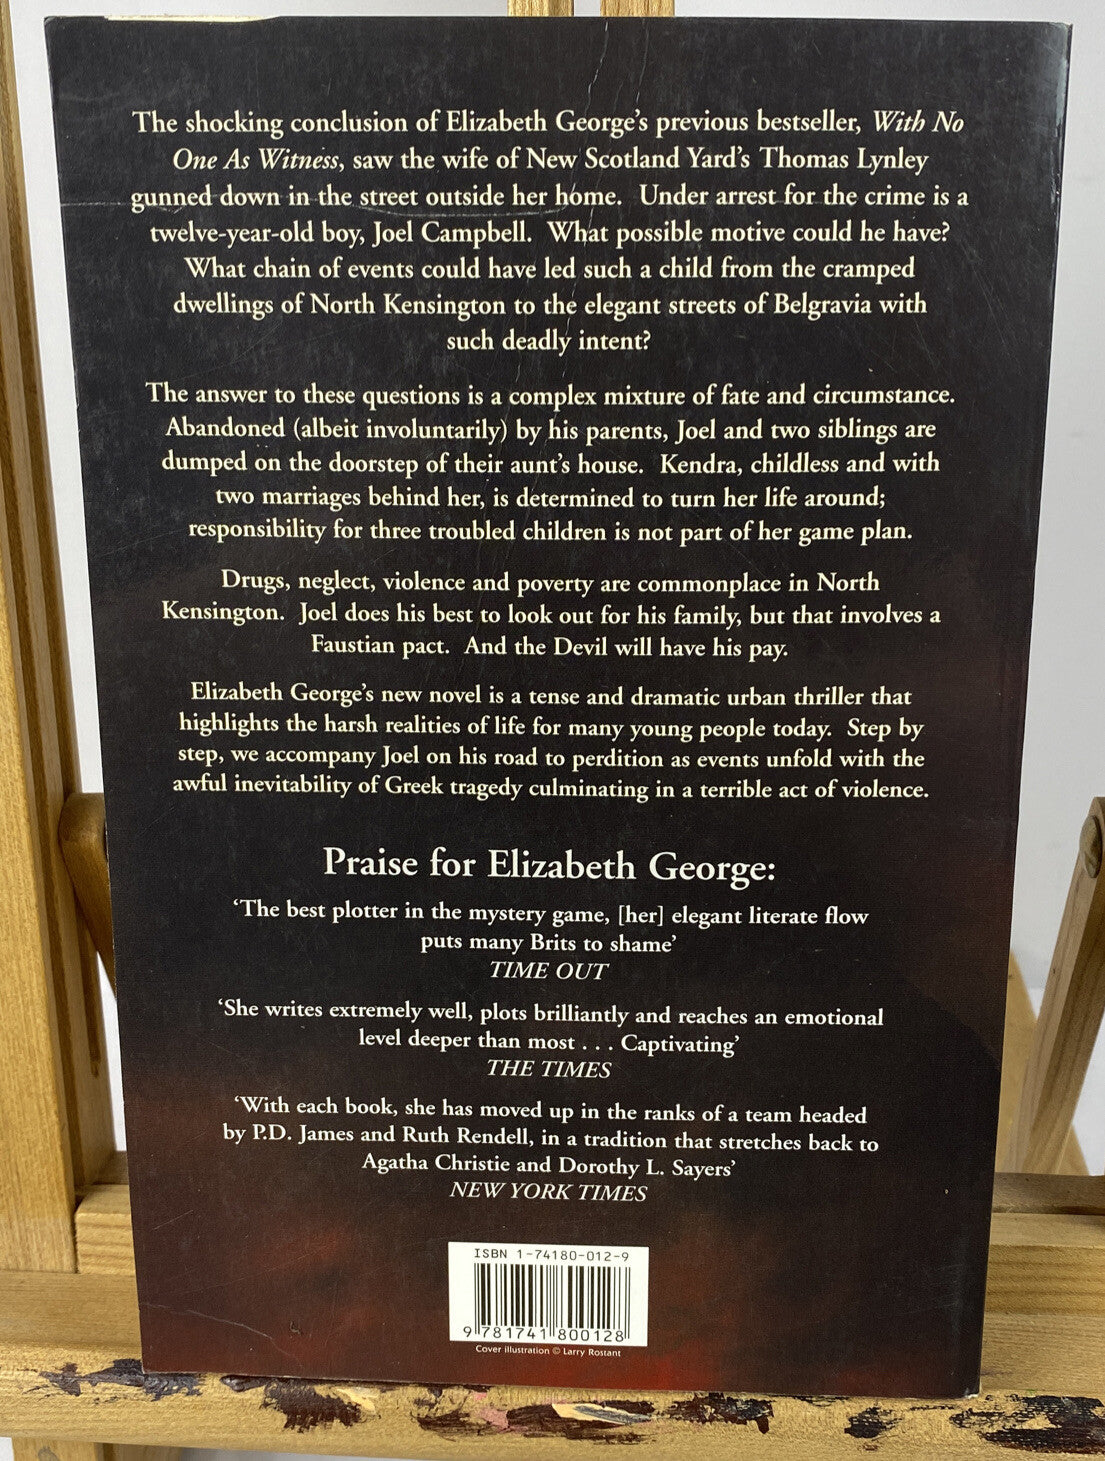 The shocking conclusion of Elizabeth George's previous bestseller, With No
One As Witness, saw the wife of New Scotland Yard's Thomas Lynley
gunned down in the street outside her home. Under arrest for the crime is a
twelve-year-old boy, Joel Campbell. What possible motive could he have?
What chain of events could have led such a child from the cramped
dwellings of North Kensington to the elegant streets of Belgravia with
such deadly intent?
The answer to these questions is a complex mixture of fate and circumstance.
Abandoned (albeit involuntarily) by his parents, Joel and two siblings are
dumped on the doorstep of their aunt's house. Kendra, childless and with
two marriages behind her, is determined to turn her life around;
responsibility for three troubled children is not part of her game plan.
Drugs, neglect, violence and poverty are commonplace in North
Kensington. Joel does his best to look out for his family, but that involves a
Faustian pact. And the Devil will have his pay.
Elizabeth George's new novel is a tense and dramatic urban thriller that
highlights the harsh realities of life for many young people today. Step by
step, we accompany Joel on his road to perdition as events unfold with the
awful inevitability of Greek tragedy culminating in a terrible act of violence.
Praise for Elizabeth George:
'The best plotter in the mystery game, [her] elegant literate flow
puts many Brits to shame'
TIME OUT
'She writes extremely well, plots brilliantly and reaches an emotional
level deeper than most . . . Captivating'
THE TIMES
'With each book, she has moved up in the ranks of a team headed
by P.D. James and Ruth Rendell, in a tradition that stretches back to
Agatha Christie and Dorothy L. Sayers'
NEW YORK TIMES
ISBN 1-74180-012-9
9 781741 800128
Cover illustration © Larry Rostant